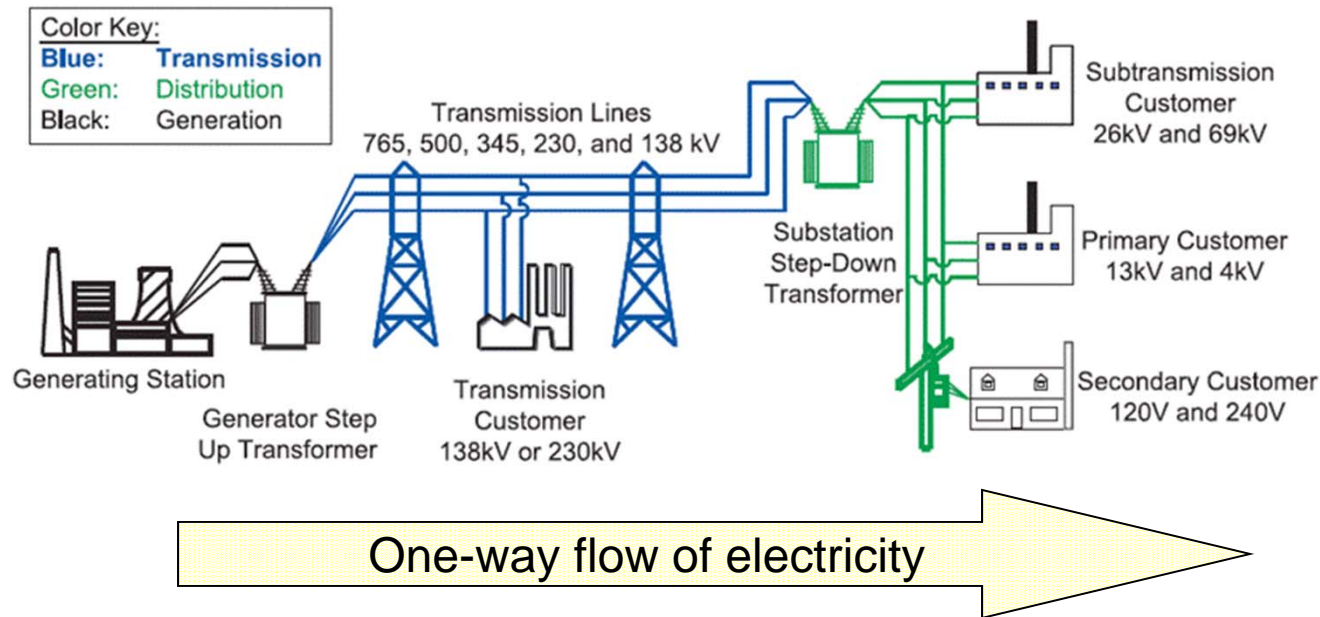 Color Key:
Blue: Transmission
Green: Distribution
Black: Generation
Transmission Lines
765, 500, 345, 230, and 138 kV
Subtransmission
Customer
26kV and 69kV
Substation
Step-Down
Transformer
Primary Customer
13kV and 4kV
Generating Station
Generator Step
Up Transformer
Transmission
Customer
138kV or 230kV
Secondary Customer
120V and 240V
One-way flow of electricity